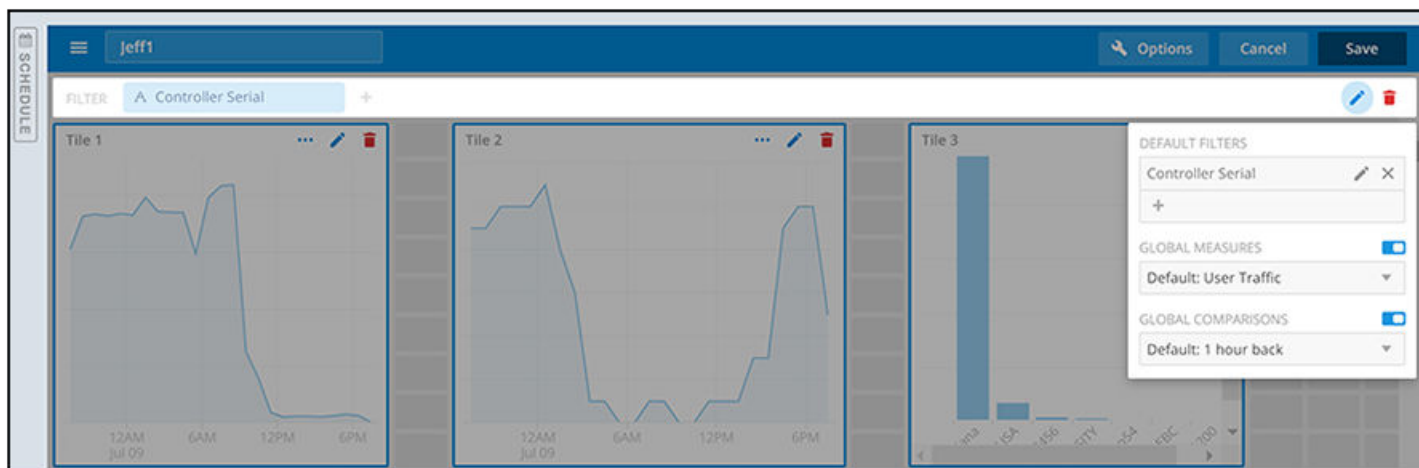 SCHEDULE
Jeff1
Options
Cancel
Save
FILTER
A Controller Serial
+
Tile 1
Tile 2
Tile 3
DEFAULT FILTERS
Controller Serial
+
GLOBAL MEASURES
Default: User Traffic
GLOBAL COMPARISONS
Default: 1 hour back
12AM 6AM 12PM 6PM
Jul 09
12AM 6AM 12PM 6PM
Jul 09